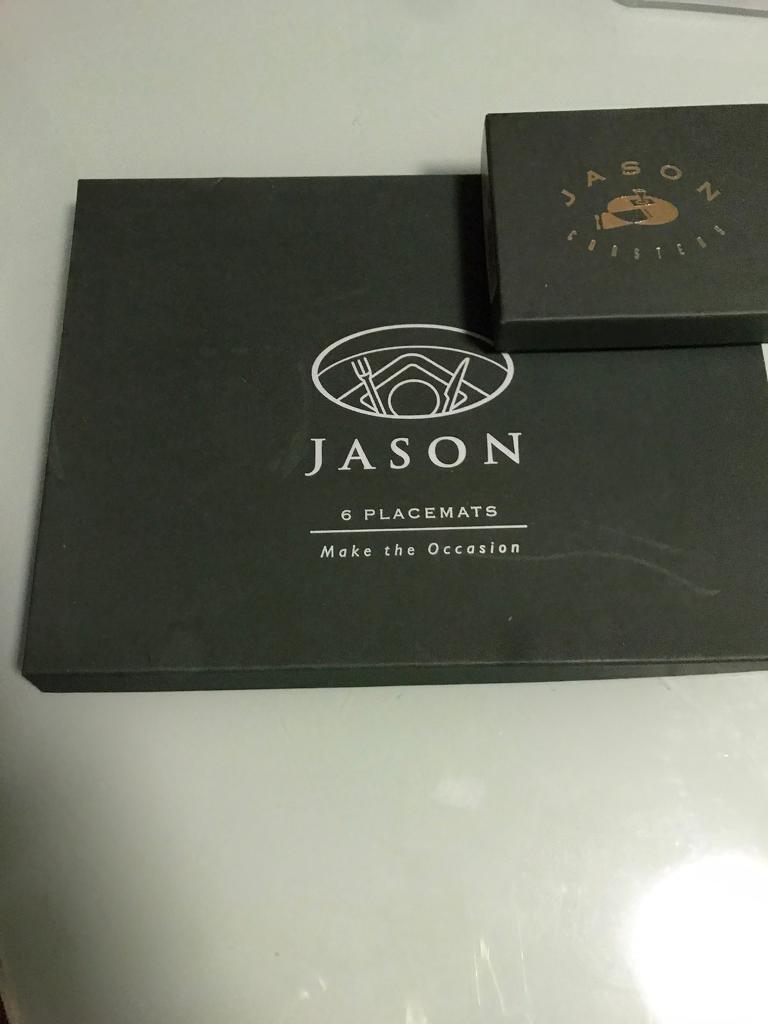 JASON
COASTERS
JASON
6 PLACEMATS
Make the Occasion